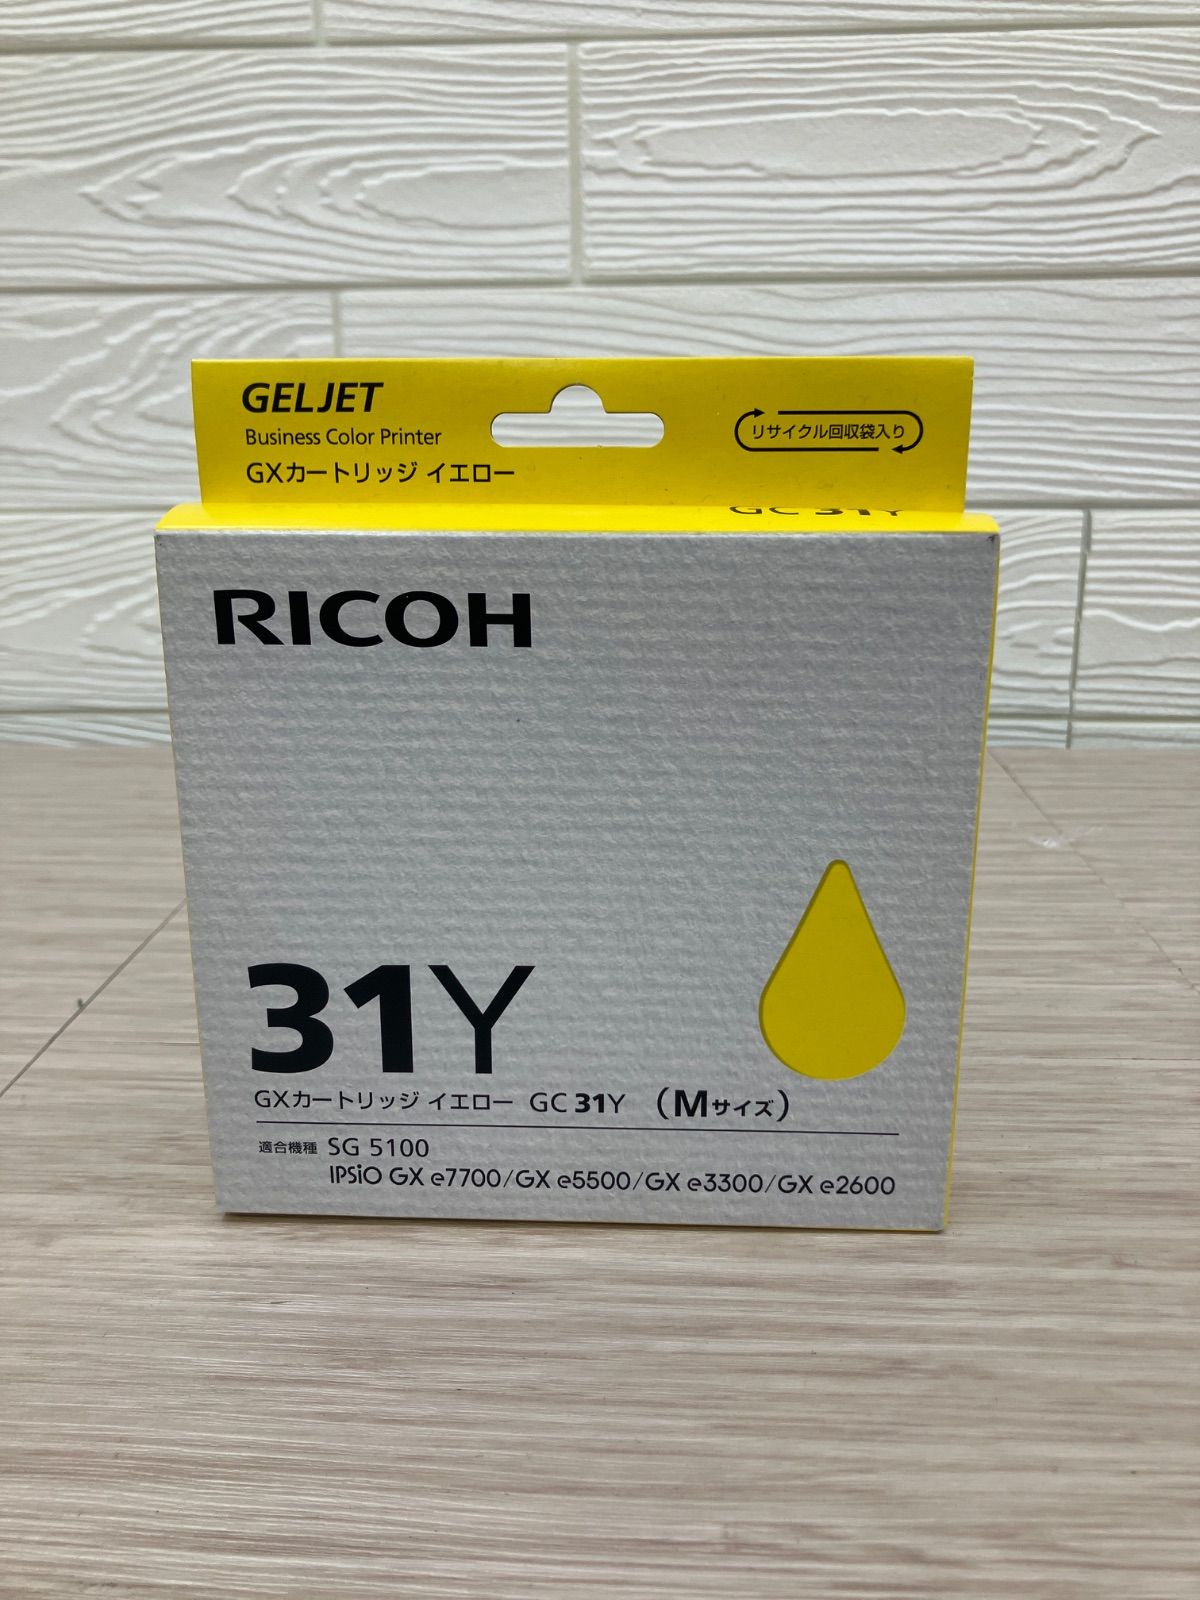 GELJET
Business Color Printer
GXカートリッジ イエロー
リサイクル回収袋入り
GC 31Y
RICOH
31Y
GXカートリッジ イエロー GC 31Y (Mサイズ)
適合機種 SG 5100
IPSiO GX e7700/GX e5500/GX e3300/GX e2600